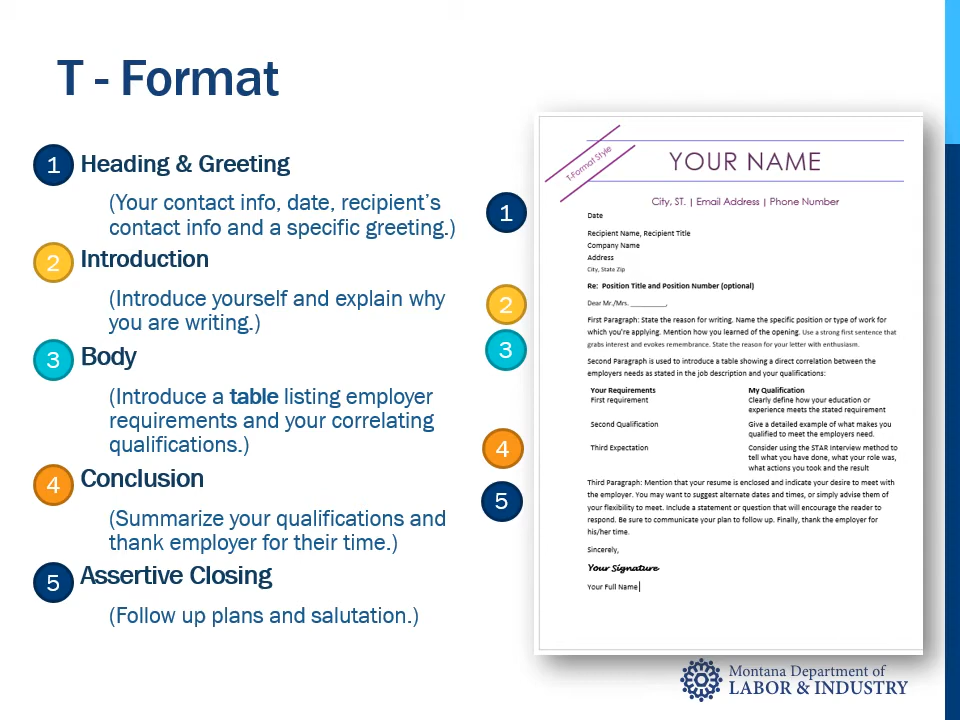 T - Format
1 Heading & Greeting
(Your contact info, date, recipient's
contact info and a specific greeting.)
2 Introduction
(Introduce yourself and explain why
you are writing.)
3 Body
(Introduce a table listing employer
requirements and your correlating
qualifications.)
4 Conclusion
(Summarize your qualifications and
thank employer for their time.)
5 Assertive Closing
(Follow up plans and salutation.)
1
2
3
4
5
T-Format Style
YOUR NAME
City, ST. | Email Address | Phone Number
Date
Recipient Name, Recipient Title
Company Name
Address
City, State Zip
Re: Position Title and Position Number (optional)
Dear Mr./Mrs. __________,
First Paragraph: State the reason for writing. Name the specific position or type of work for
which you're applying. Mention how you learned of the opening. Use a strong first sentence that
grabs interest and evokes remembrance. State the reason for your letter with enthusiasm.
Second Paragraph is used to introduce a table showing a direct correlation between the
employers needs as stated in the job description and your qualifications:
Your Requirements My Qualification
First requirement Clearly define how your education or
experience meets the stated requirement
Second Qualification Give a detailed example of what makes you
qualified to meet the employers need.
Third Expectation Consider using the STAR Interview method to
tell what you have done, what your role was,
what actions you took and the result
Third Paragraph: Mention that your resume is enclosed and indicate your desire to meet with
the employer. You may want to suggest alternate dates and times, or simply advise them of
your flexibility to meet. Include a statement or question that will encourage the reader to
respond. Be sure to communicate your plan to follow up. Finally, thank the employer for
his/her time.
Sincerely,
Your Signature
Your Full Name
Montana Department of
LABOR & INDUSTRY